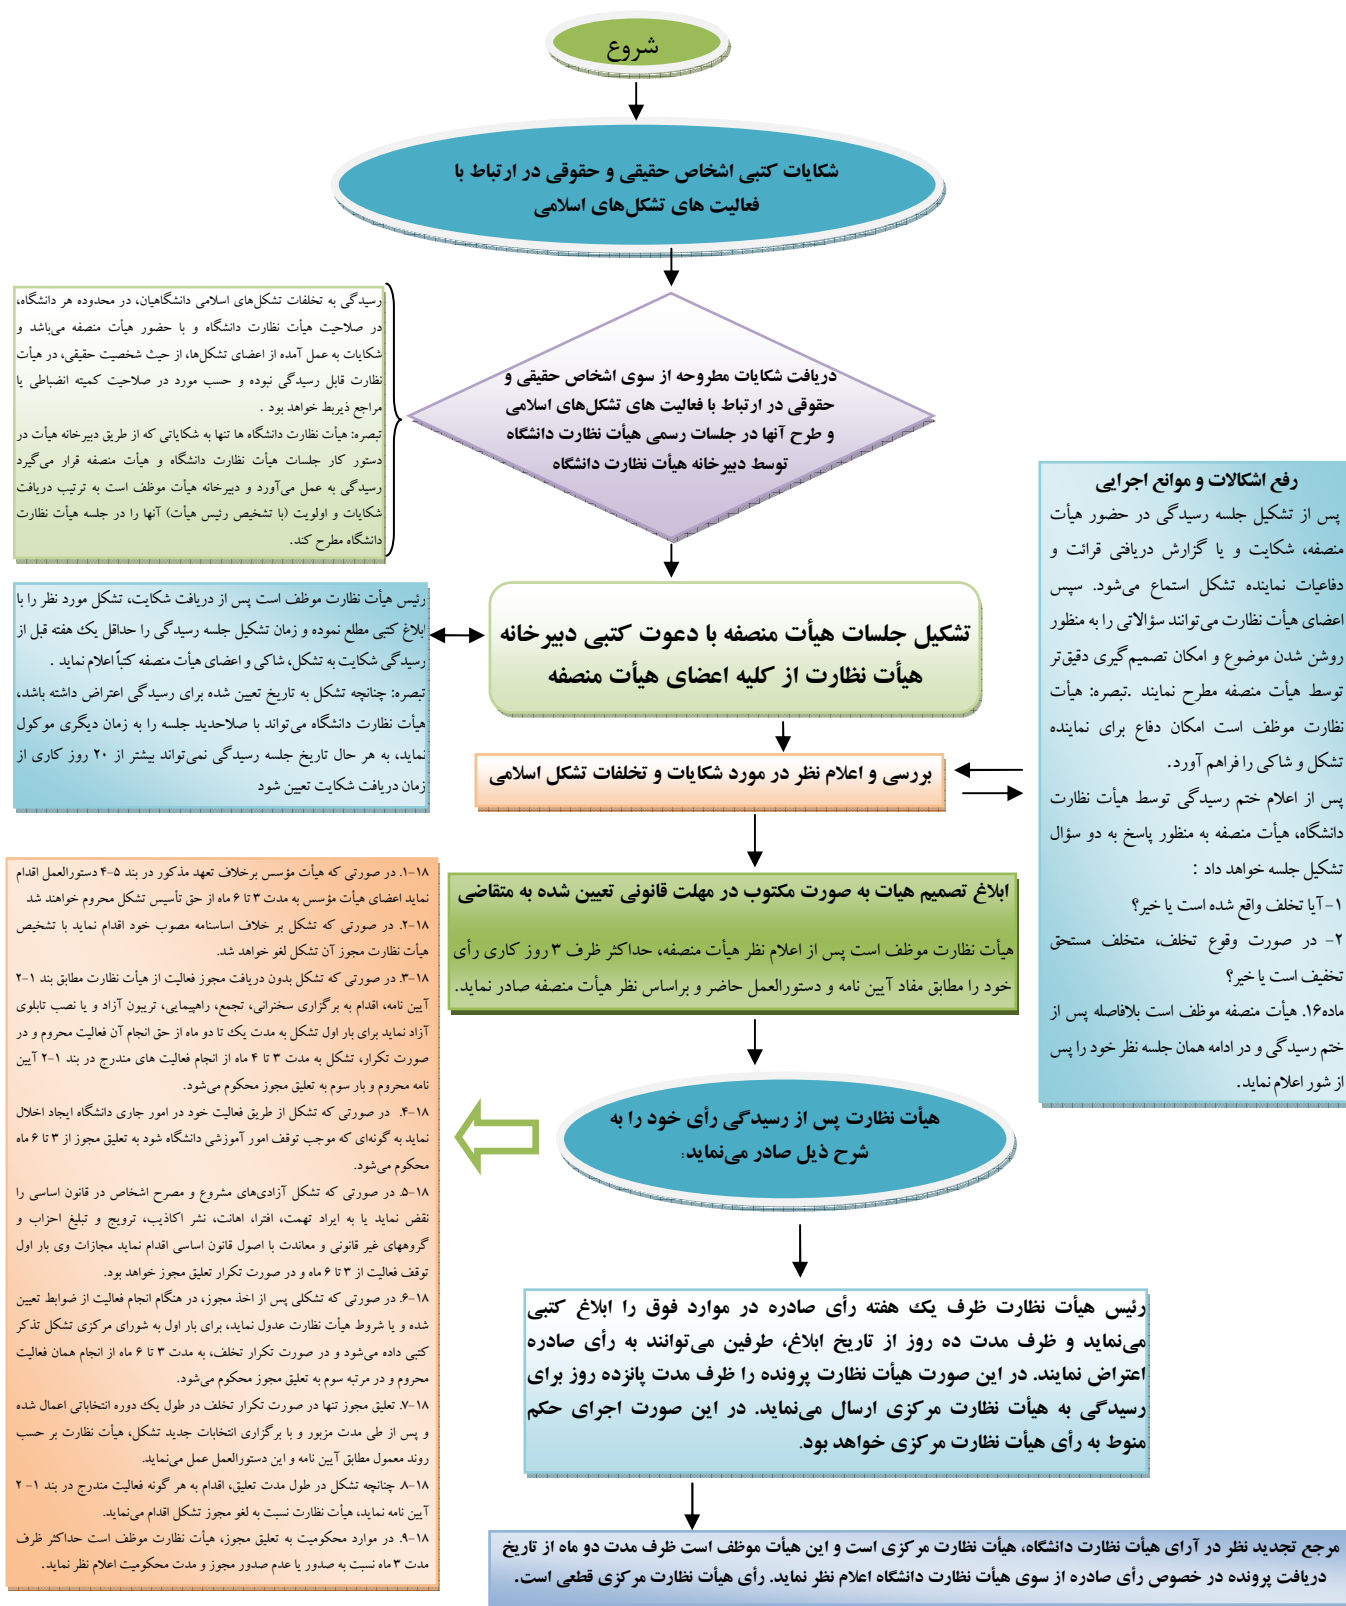 شروع
شکایات کتبی اشخاص حقیقی و حقوقی در ارتباط با
فعالیت های تشکل‌های اسلامی
دریافت شکایات مطروحه از سوی اشخاص حقیقی و
حقوقی در ارتباط با فعالیت های تشکل‌های اسلامی
و طرح آنها در جلسات رسمی هیأت نظارت دانشگاه
توسط دبیرخانه هیأت نظارت دانشگاه
رسیدگی به تخلفات تشکل‌های اسلامی دانشگاهیان، در محدوده هر دانشگاه،
در صلاحیت هیأت نظارت دانشگاه و با حضور هیأت منصفه می‌باشد و
شکایات به عمل آمده از اعضای تشکل‌ها، از حیث شخصیت حقیقی، در هیأت
نظارت قابل رسیدگی نبوده و حسب مورد در صلاحیت کمیته انضباطی یا
مراجع ذیربط خواهد بود .
تبصره: هیأت نظارت دانشگاه ها تنها به شکایاتی که از طریق دبیرخانه هیأت در
دستور کار جلسات هیأت نظارت دانشگاه و هیأت منصفه قرار می‌گیرد
رسیدگی به عمل می‌آورد و دبیرخانه هیأت موظف است به ترتیب دریافت
شکایات و اولویت (با تشخیص رئیس هیأت) آنها را در جلسه هیأت نظارت
دانشگاه مطرح کند.
تشکیل جلسات هیأت منصفه با دعوت کتبی دبیرخانه
هیأت نظارت از کلیه اعضای هیأت منصفه
رئیس هیأت نظارت موظف است پس از دریافت شکایت، تشکل مورد نظر را با
ابلاغ کتبی مطلع نموده و زمان تشکیل جلسه رسیدگی را حداقل یک هفته قبل از
رسیدگی شکایت به تشکل، شاکی و اعضای هیأت منصفه کتباً اعلام نماید .
تبصره: چنانچه تشکل به تاریخ تعیین شده برای رسیدگی اعتراض داشته باشد،
هیأت نظارت دانشگاه می‌تواند با صلاحدید جلسه را به زمان دیگری موکول
نماید، به هر حال تاریخ جلسه رسیدگی نمی‌تواند بیشتر از ۲۰ روز کاری از
زمان دریافت شکایت تعیین شود
بررسی و اعلام نظر در مورد شکایات و تخلفات تشکل اسلامی
رفع اشکالات و موانع اجرایی
پس از تشکیل جلسه رسیدگی در حضور هیأت
منصفه، شکایت و یا گزارش دریافتی قرائت و
دفاعیات نماینده تشکل استماع می‌شود. سپس
اعضای هیأت نظارت می‌توانند سؤالاتی را به منظور
روشن شدن موضوع و امکان تصمیم‌گیری دقیق‌تر
توسط هیأت منصفه مطرح نمایند .تبصره: هیأت
نظارت موظف است امکان دفاع برای نماینده
تشکل و شاکی را فراهم آورد.
پس از اعلام ختم رسیدگی توسط هیأت نظارت
دانشگاه، هیأت منصفه به منظور پاسخ به دو سؤال
تشکیل جلسه خواهد داد :
۱-آیا تخلف واقع شده است یا خیر؟
۲- در صورت وقوع تخلف، متخلف مستحق
تخفیف است یا خیر؟
ماده۱۶. هیأت منصفه موظف است بلافاصله پس از
ختم رسیدگی و در ادامه همان جلسه نظر خود را پس
از شور اعلام نماید.
ابلاغ تصمیم هیات به صورت مکتوب در مهلت قانونی تعیین شده به متقاضی
هیأت نظارت موظف است پس از اعلام نظر هیأت منصفه، حداکثر ظرف ۳ روز کاری رأی
خود را مطابق مفاد آیین نامه و دستورالعمل حاضر و براساس نظر هیأت منصفه صادر نماید.
هیأت نظارت پس از رسیدگی رأی خود را به
شرح ذیل صادر می‌نماید:
۱-۱۸. در صورتی که هیأت مؤسس برخلاف تعهد مذکور در بند ۵-۴ دستورالعمل اقدام
نماید اعضای هیأت مؤسس به مدت ۳ تا ۶ ماه از حق تأسیس تشکل محروم خواهند شد
۲-۱۸. در صورتی که تشکل بر خلاف اساسنامه مصوب خود اقدام نماید با تشخیص
هیأت نظارت مجوز آن تشکل لغو خواهد شد.
۳-۱۸. در صورتی که تشکل بدون دریافت مجوز فعالیت از هیأت نظارت مطابق بند ۱-۲
آیین نامه، اقدام به برگزاری سخنرانی، تجمع، راهپیمایی، تریبون آزاد و یا نصب تابلوی
آزاد نماید برای بار اول تشکل به مدت یک تا دو ماه از حق انجام آن فعالیت محروم و در
صورت تکرار، تشکل به مدت ۳ تا ۴ ماه از انجام فعالیت های مندرج در بند ۱-۲ آیین
نامه محروم و بار سوم به تعلیق مجوز محکوم می‌شود.
۴-۱۸. در صورتی که تشکل از طریق فعالیت خود در امور جاری دانشگاه ایجاد اخلال
نماید به گونه‌ای که موجب توقف امور آموزشی دانشگاه شود به تعلیق مجوز از ۳ تا ۶ ماه
محکوم می‌شود.
۵-۱۸. در صورتی که تشکل آزادی‌های مشروع و مصرح اشخاص در قانون اساسی را
نقض نماید یا به ایراد تهمت، افترا، اهانت، نشر اکاذیب، ترویج و تبلیغ احزاب و
گروههای غیر قانونی و معاندت با اصول قانون اساسی اقدام نماید مجازات وی بار اول
توقف فعالیت از ۳ تا ۶ ماه و در صورت تکرار تعلیق مجوز خواهد بود.
۶-۱۸. در صورتی که تشکلی پس از اخذ مجوز، در هنگام انجام فعالیت از ضوابط تعیین
شده و یا شروط هیأت نظارت عدول نماید، برای بار اول به شورای مرکزی تشکل تذکر
کتبی داده می‌شود و در صورت تکرار تخلف، به مدت ۳ تا ۶ ماه از انجام همان فعالیت
محروم و در مرتبه سوم به تعلیق مجوز محکوم می‌شود.
۷-۱۸. تعلیق مجوز تنها در صورت تکرار تخلف در طول یک دوره انتخاباتی اعمال شده
و پس از طی مدت مزبور و با برگزاری انتخابات جدید تشکل، هیأت نظارت بر حسب
روند معمول مطابق آیین نامه و این دستورالعمل عمل می‌نماید.
۸-۱۸. چنانچه تشکل در طول مدت تعلیق، اقدام به هر گونه فعالیت مندرج در بند ۱- ۲
آیین نامه نماید، هیأت نظارت نسبت به لغو مجوز تشکل اقدام می‌نماید.
۹-۱۸. در موارد محکومیت به تعلیق مجوز، هیأت نظارت موظف است حداکثر ظرف
مدت ۳ ماه نسبت به صدور یا عدم صدور مجوز و مدت محکومیت اعلام نظر نماید.
رئیس هیأت نظارت ظرف یک هفته رأی صادره در موارد فوق را ابلاغ کتبی
می‌نماید و ظرف مدت ده روز از تاریخ ابلاغ، طرفین می‌توانند به رأی صادره
اعتراض نمایند. در این صورت هیأت نظارت پرونده را ظرف مدت پانزده روز برای
رسیدگی به هیأت نظارت مرکزی ارسال می‌نماید. در این صورت اجرای حکم
منوط به رأی هیأت نظارت مرکزی خواهد بود.
مرجع تجدید نظر در آرای هیأت نظارت دانشگاه، هیأت نظارت مرکزی است و این هیأت موظف است ظرف مدت دو ماه از تاریخ
دریافت پرونده در خصوص رأی صادره از سوی هیأت نظارت دانشگاه اعلام نظر نماید. رأی هیأت نظارت مرکزی قطعی است.